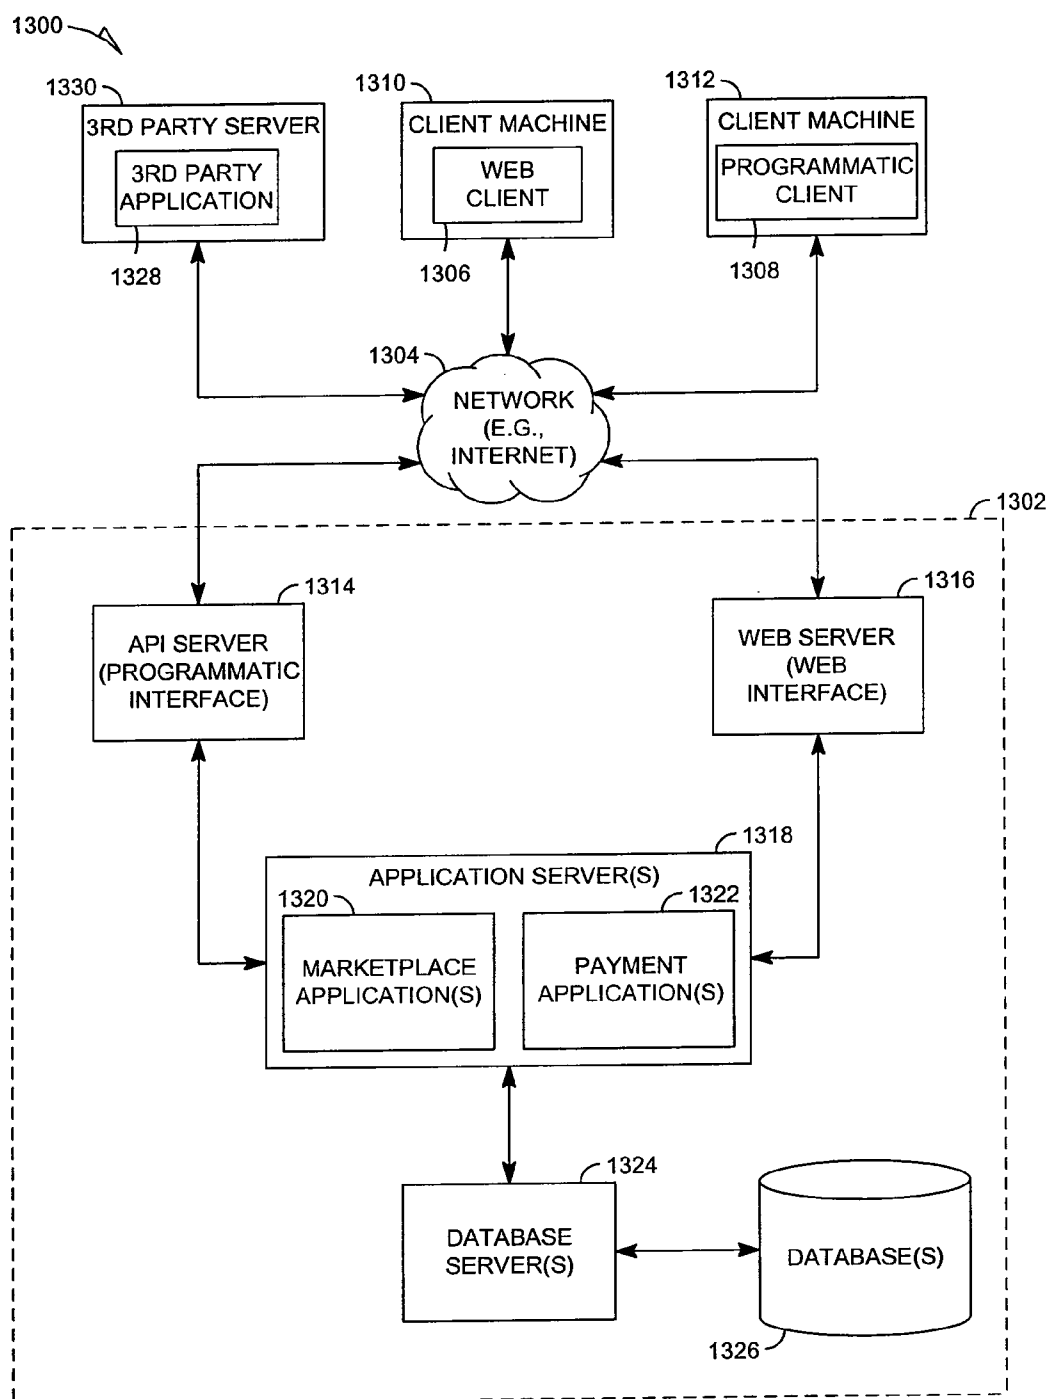 1300
1330
1310
1312
3RD PARTY SERVER
3RD PARTY
APPLICATION
1328
CLIENT MACHINE
WEB
CLIENT
1306
CLIENT MACHINE
PROGRAMMATIC
CLIENT
1308
1304
NETWORK
(E.G.,
INTERNET)
1302
1314
API SERVER
(PROGRAMMATIC
INTERFACE)
1316
WEB SERVER
(WEB
INTERFACE)
1318
APPLICATION SERVER(S)
1320
MARKETPLACE
APPLICATION(S)
1322
PAYMENT
APPLICATION(S)
1324
DATABASE
SERVER(S)
DATABASE(S)
1326